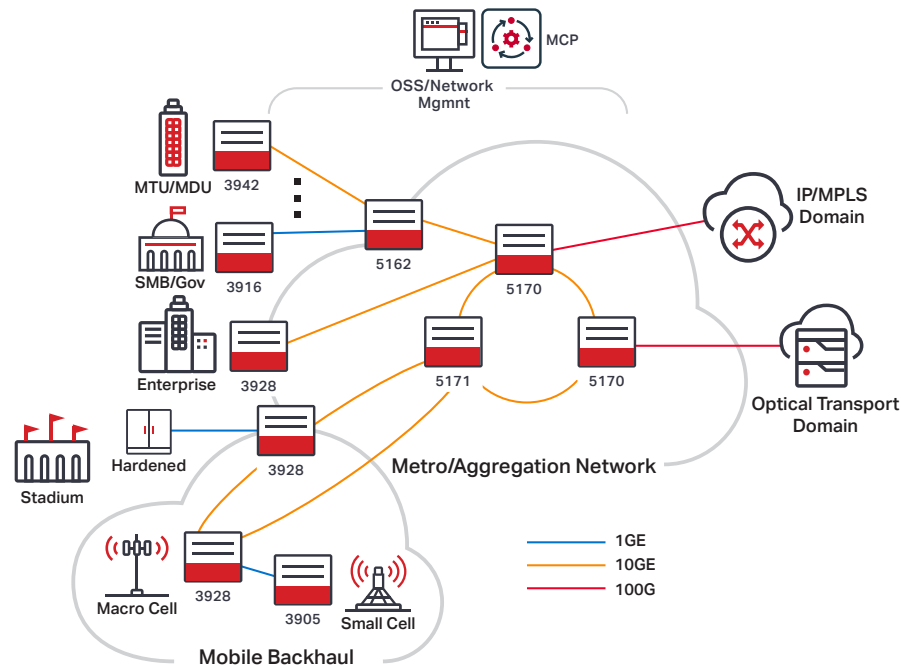 MCP
OSS/Network
Mgmnt
MTU/MDU
3942
SMB/Gov
3916
5162
5170
IP/MPLS
Domain
Enterprise
3928
5171
5170
Optical Transport
Domain
Stadium
Hardened
3928
Metro/Aggregation Network
Macro Cell
3928
3905
Small Cell
Mobile Backhaul
1GE
10GE
100G